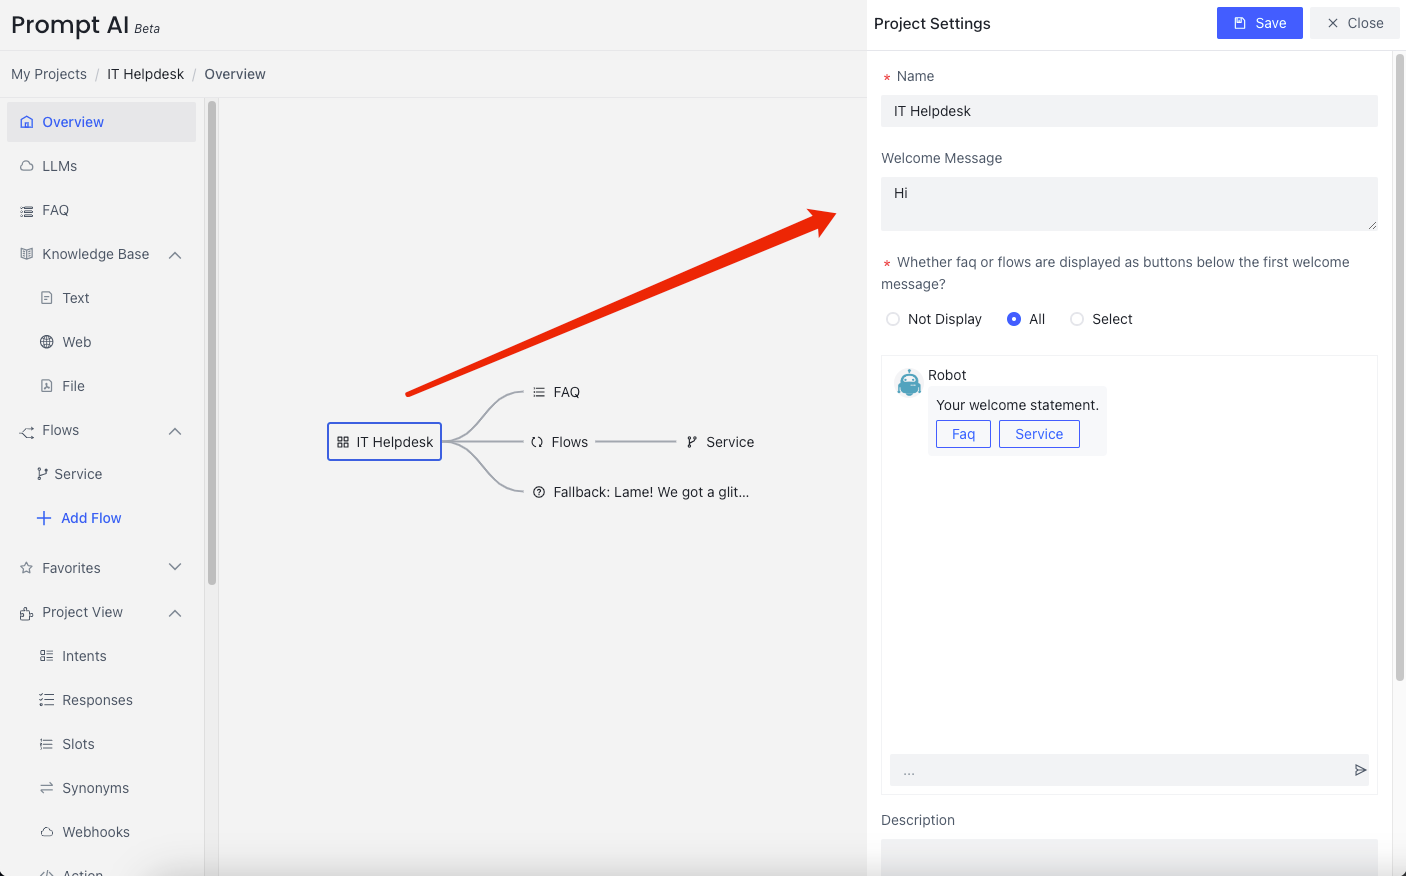 Prompt AI Beta
My Projects / IT Helpdesk / Overview
Overview
LLMs
FAQ
Knowledge Base
Text
Web
File
Flows
Service
Add Flow
Favorites
Project View
Intents
Responses
Slots
Synonyms
Webhooks
Action
IT Helpdesk
FAQ
Flows
Service
Fallback: Lame! We got a glit...
Project Settings
Save
Close
* Name
IT Helpdesk
Welcome Message
Hi
* Whether faq or flows are displayed as buttons below the first welcome
message?
Not Display All Select
Robot
Your welcome statement.
Faq Service
...
Description